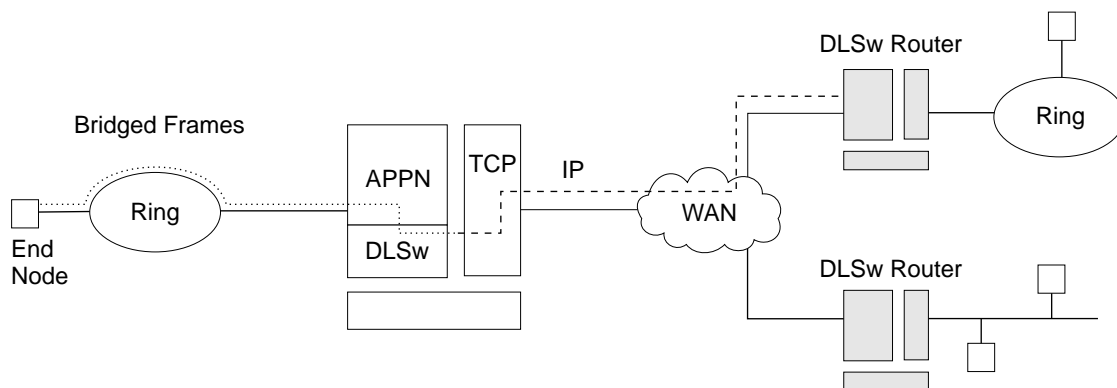 DLSw Router
Bridged Frames
Ring
TCP
IP
APPN
Ring
WAN
End
Node
DLSw
DLSw Router